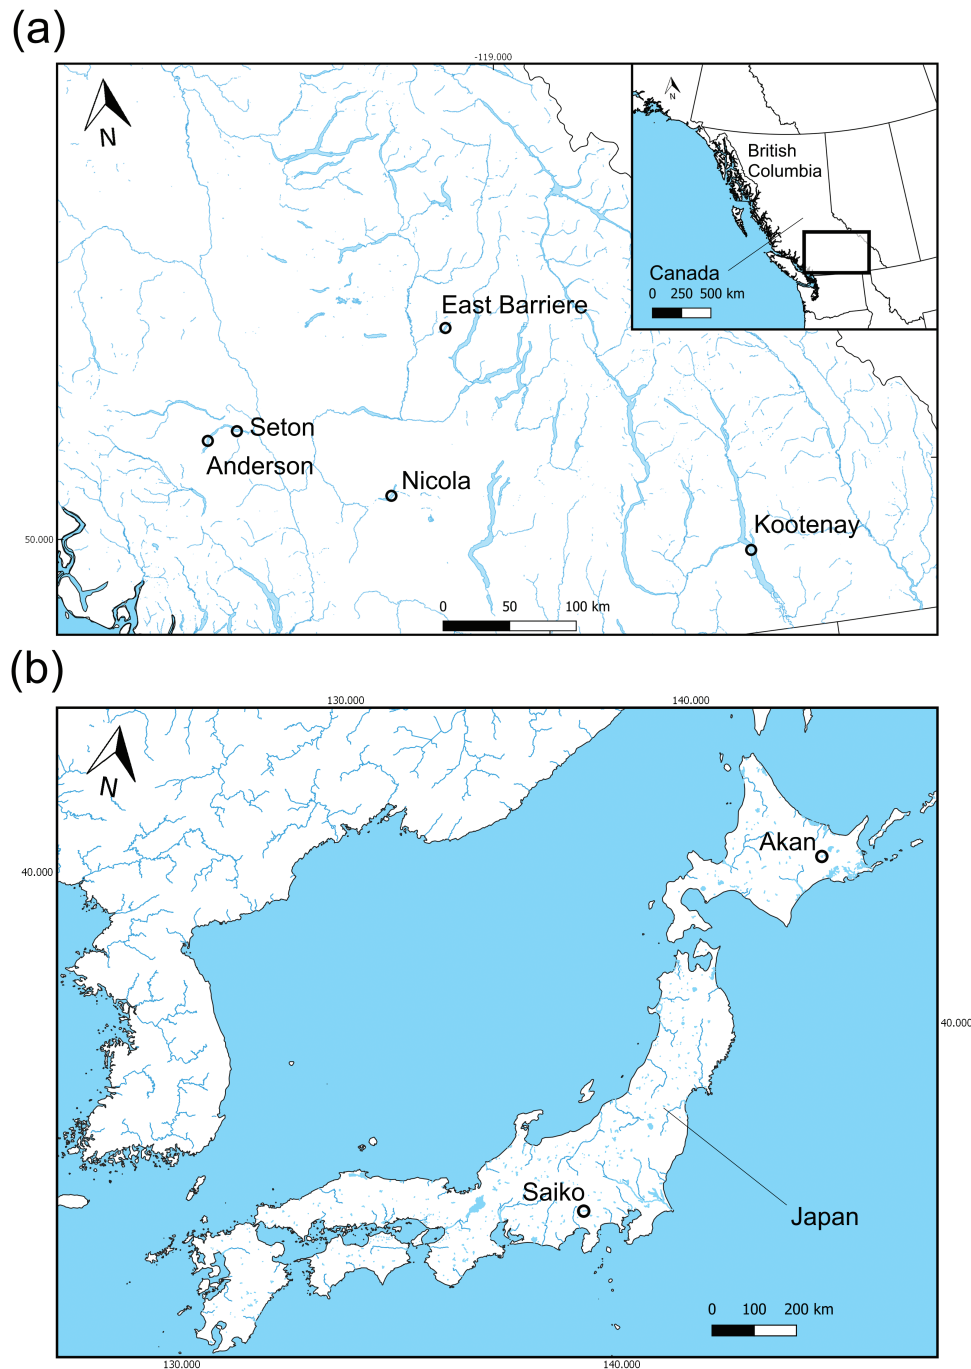 (a)
-119.000
N
N
British
Columbia
Canada
0 250 500 km
East Barriere
Seton
Anderson
Nicola
Kootenay
50.000
0 50 100 km
(b)
130.000
140.000
N
Akan
40.000
40.000
Saiko
Japan
0 100 200 km
130.000
140.000